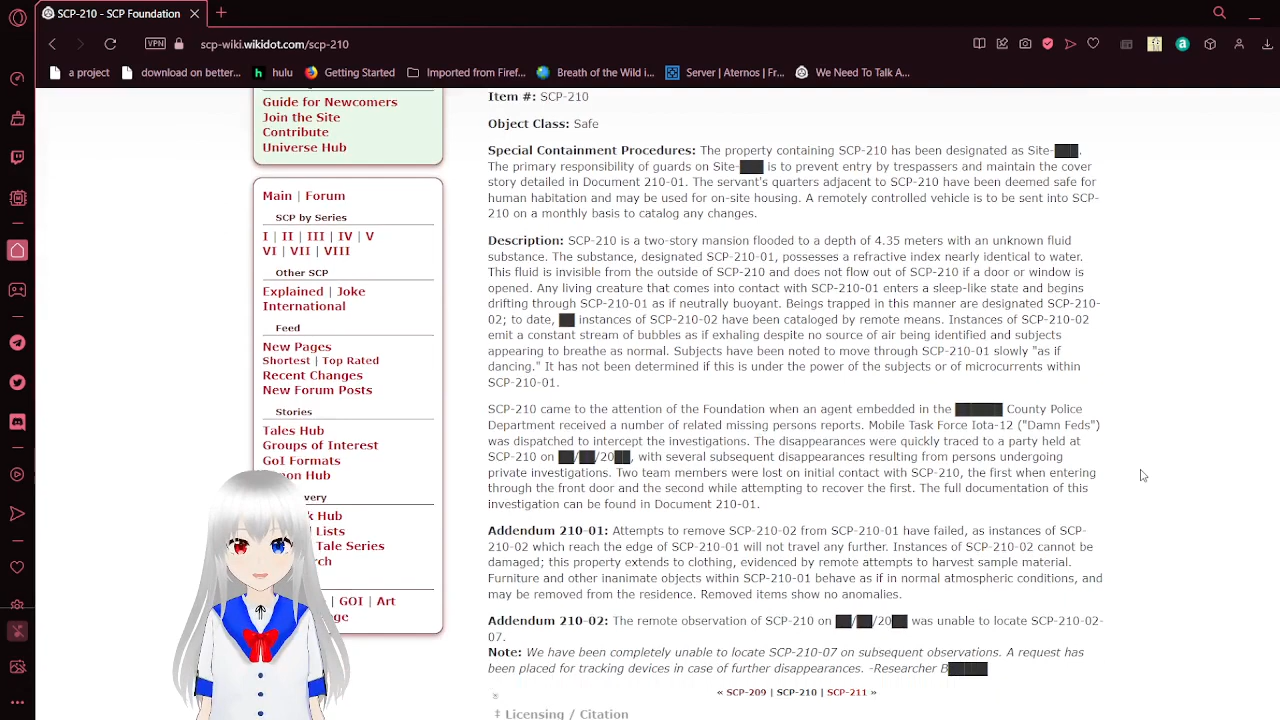 SCP-210 - SCP Foundation
VPN
scp-wiki.wikidot.com/scp-210
a project
download on better...
hulu
Getting Started
Imported from Firef...
Breath of the Wild i...
Server | Aternos | Fr...
We Need To Talk A...
Guide for Newcomers
Join the Site
Contribute
Universe Hub
Main | Forum
SCP by Series
I | II | III | IV | V
VI | VII | VIII
Other SCP
Explained | Joke
International
Feed
New Pages
Shortest | Top Rated
Recent Changes
New Forum Posts
Stories
Tales Hub
Groups of Interest
GoI Formats
Hub
Hub
Lists
Tale Series
| GOI | Art
Item #: SCP-210
Object Class: Safe
Special Containment Procedures: The property containing SCP-210 has been designated as Site-███.
The primary responsibility of guards on Site-███ is to prevent entry by trespassers and maintain the cover
story detailed in Document 210-01. The servant's quarters adjacent to SCP-210 have been deemed safe for
human habitation and may be used for on-site housing. A remotely controlled vehicle is to be sent into SCP-
210 on a monthly basis to catalog any changes.
Description: SCP-210 is a two-story mansion flooded to a depth of 4.35 meters with an unknown fluid
substance. The substance, designated SCP-210-01, possesses a refractive index nearly identical to water.
This fluid is invisible from the outside of SCP-210 and does not flow out of SCP-210 if a door or window is
opened. Any living creature that comes into contact with SCP-210-01 enters a sleep-like state and begins
drifting through SCP-210-01 as if neutrally buoyant. Beings trapped in this manner are designated SCP-210-
02; to date, ██ instances of SCP-210-02 have been cataloged by remote means. Instances of SCP-210-02
emit a constant stream of bubbles as if exhaling despite no source of air being identified and subjects
appearing to breathe as normal. Subjects have been noted to move through SCP-210-01 slowly "as if
dancing." It has not been determined if this is under the power of the subjects or of microcurrents within
SCP-210-01.
SCP-210 came to the attention of the Foundation when an agent embedded in the ██████ County Police
Department received a number of related missing persons reports. Mobile Task Force Iota-12 ("Damn Feds")
was dispatched to intercept the investigations. The disappearances were quickly traced to a party held at
SCP-210 on ██/██/20██, with several subsequent disappearances resulting from persons undergoing
private investigations. Two team members were lost on initial contact with SCP-210, the first when entering
through the front door and the second while attempting to recover the first. The full documentation of this
investigation can be found in Document 210-01.
Addendum 210-01: Attempts to remove SCP-210-02 from SCP-210-01 have failed, as instances of SCP-
210-02 which reach the edge of SCP-210-01 will not travel any further. Instances of SCP-210-02 cannot be
damaged; this property extends to clothing, evidenced by remote attempts to harvest sample material.
Furniture and other inanimate objects within SCP-210-01 behave as if in normal atmospheric conditions, and
may be removed from the residence. Removed items show no anomalies.
Addendum 210-02: The remote observation of SCP-210 on ██/██/20██ was unable to locate SCP-210-02-
07.
Note: We have been completely unable to locate SCP-210-07 on subsequent observations. A request has
been placed for tracking devices in case of further disappearances. -Researcher B█████
« SCP-209 | SCP-210 | SCP-211 »
‡ Licensing / Citation